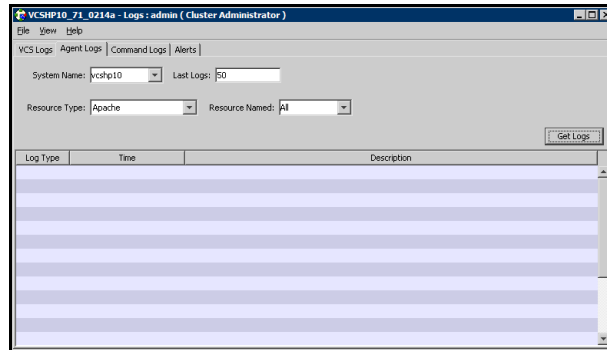 VCSHP10_71_0214a - Logs : admin ( Cluster Administrator )
File View Help
VCS Logs Agent Logs Command Logs Alerts
System Name: vcshp10 Last Logs: 50
Resource Type: Apache Resource Named: All
Get Logs
Log Type Time Description